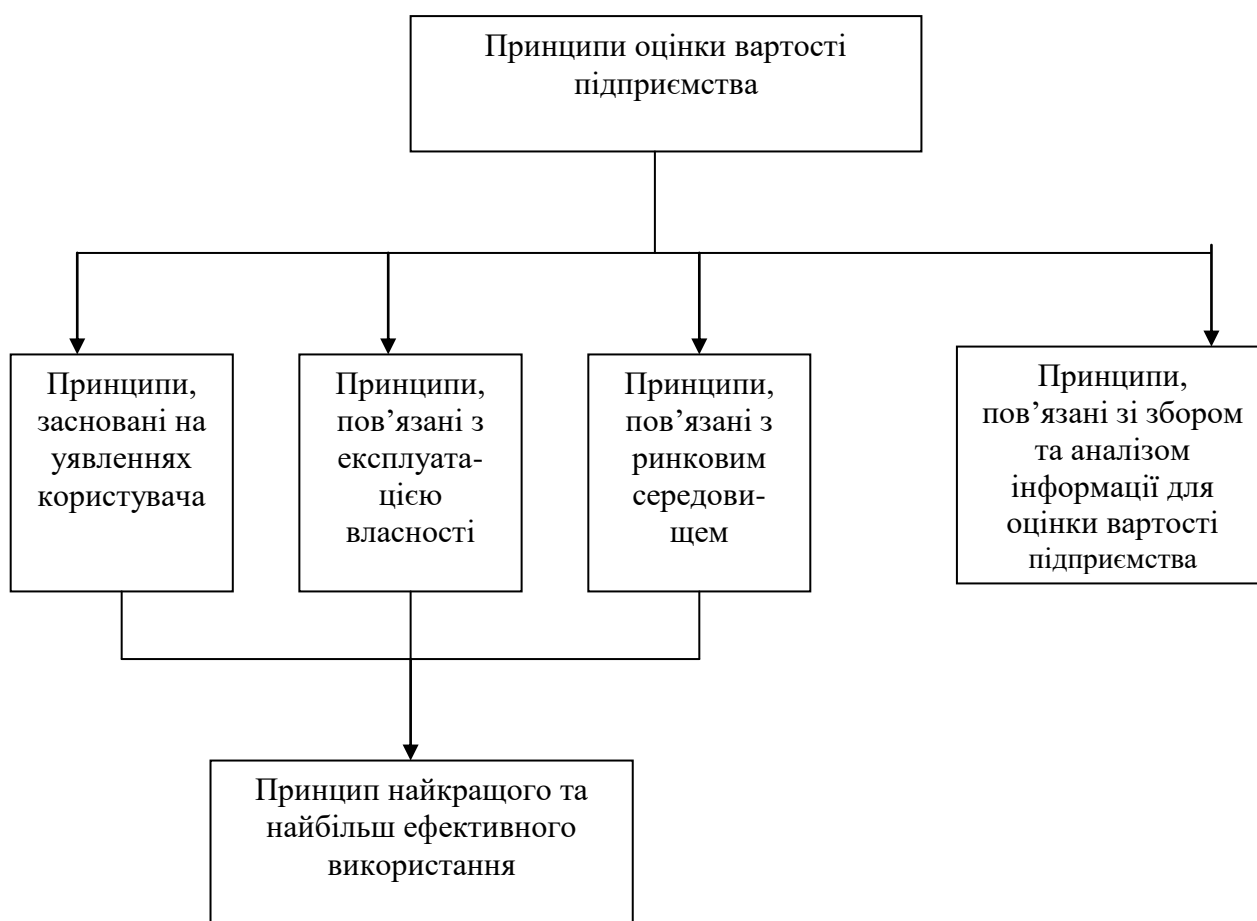 Принципи оцінки вартості
підприємства
Принципи,
засновані на
уявленнях
користувача
Принципи,
пов’язані з
експлуата-
цією
власності
Принципи,
пов’язані з
ринковим
середови-
щем
Принципи,
пов’язані зі збором
та аналізом
інформації для
оцінки вартості
підприємства
Принцип найкращого та
найбільш ефективного
використання